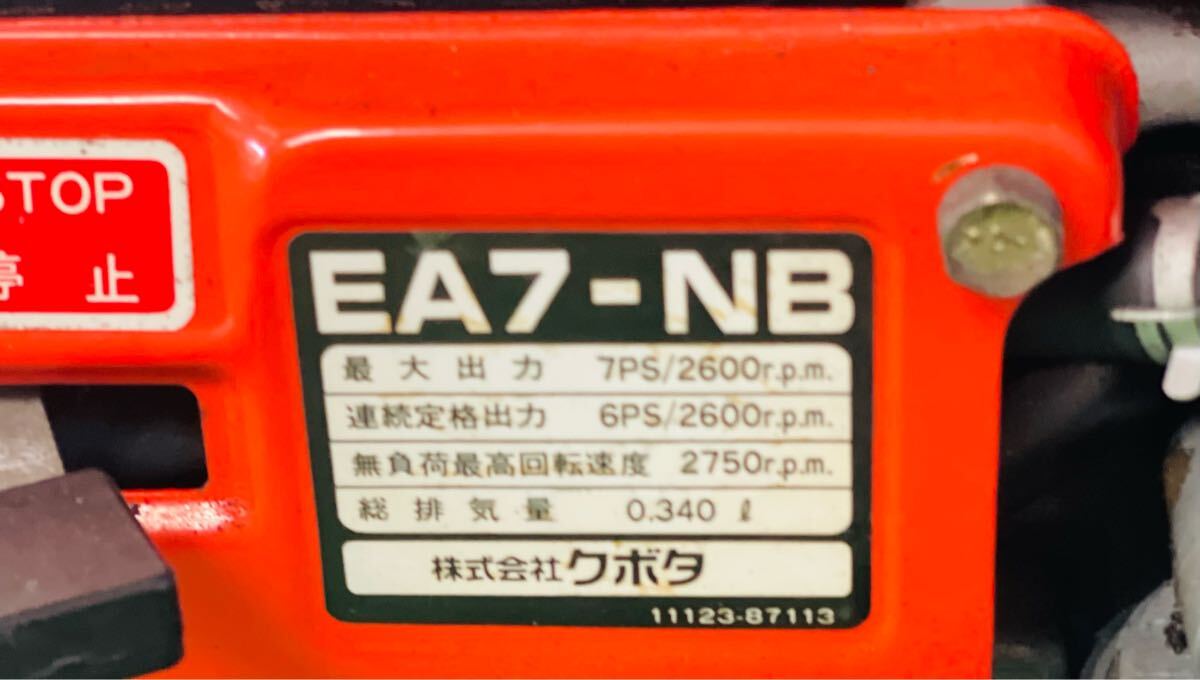 STOP
停止
EA7-NB
最大出力 7PS/2600r.p.m.
連続定格出力 6PS/2600r.p.m.
無負荷最高回転速度 2750r.p.m.
総排気量 0.340 ℓ
株式会社クボタ
11123-87113